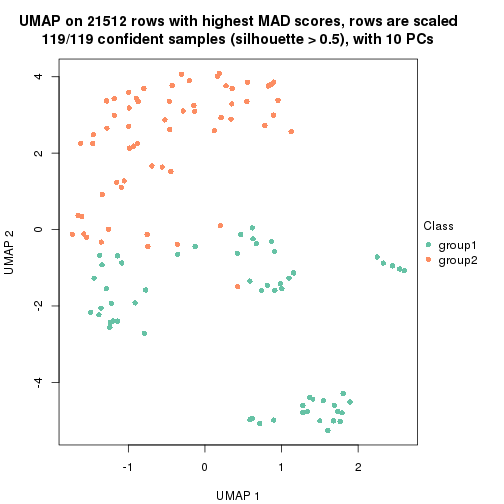 UMAP on 21512 rows with highest MAD scores, rows are scaled
119/119 confident samples (silhouette > 0.5), with 10 PCs
4
2
0
-2
-4
UMAP 2
-1
0
1
2
UMAP 1
Class
group1
group2